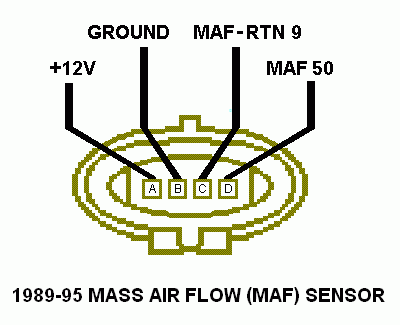 GROUND MAF-RTN 9
+12V MAF 50
A B C D
1989-95 MASS AIR FLOW (MAF) SENSOR